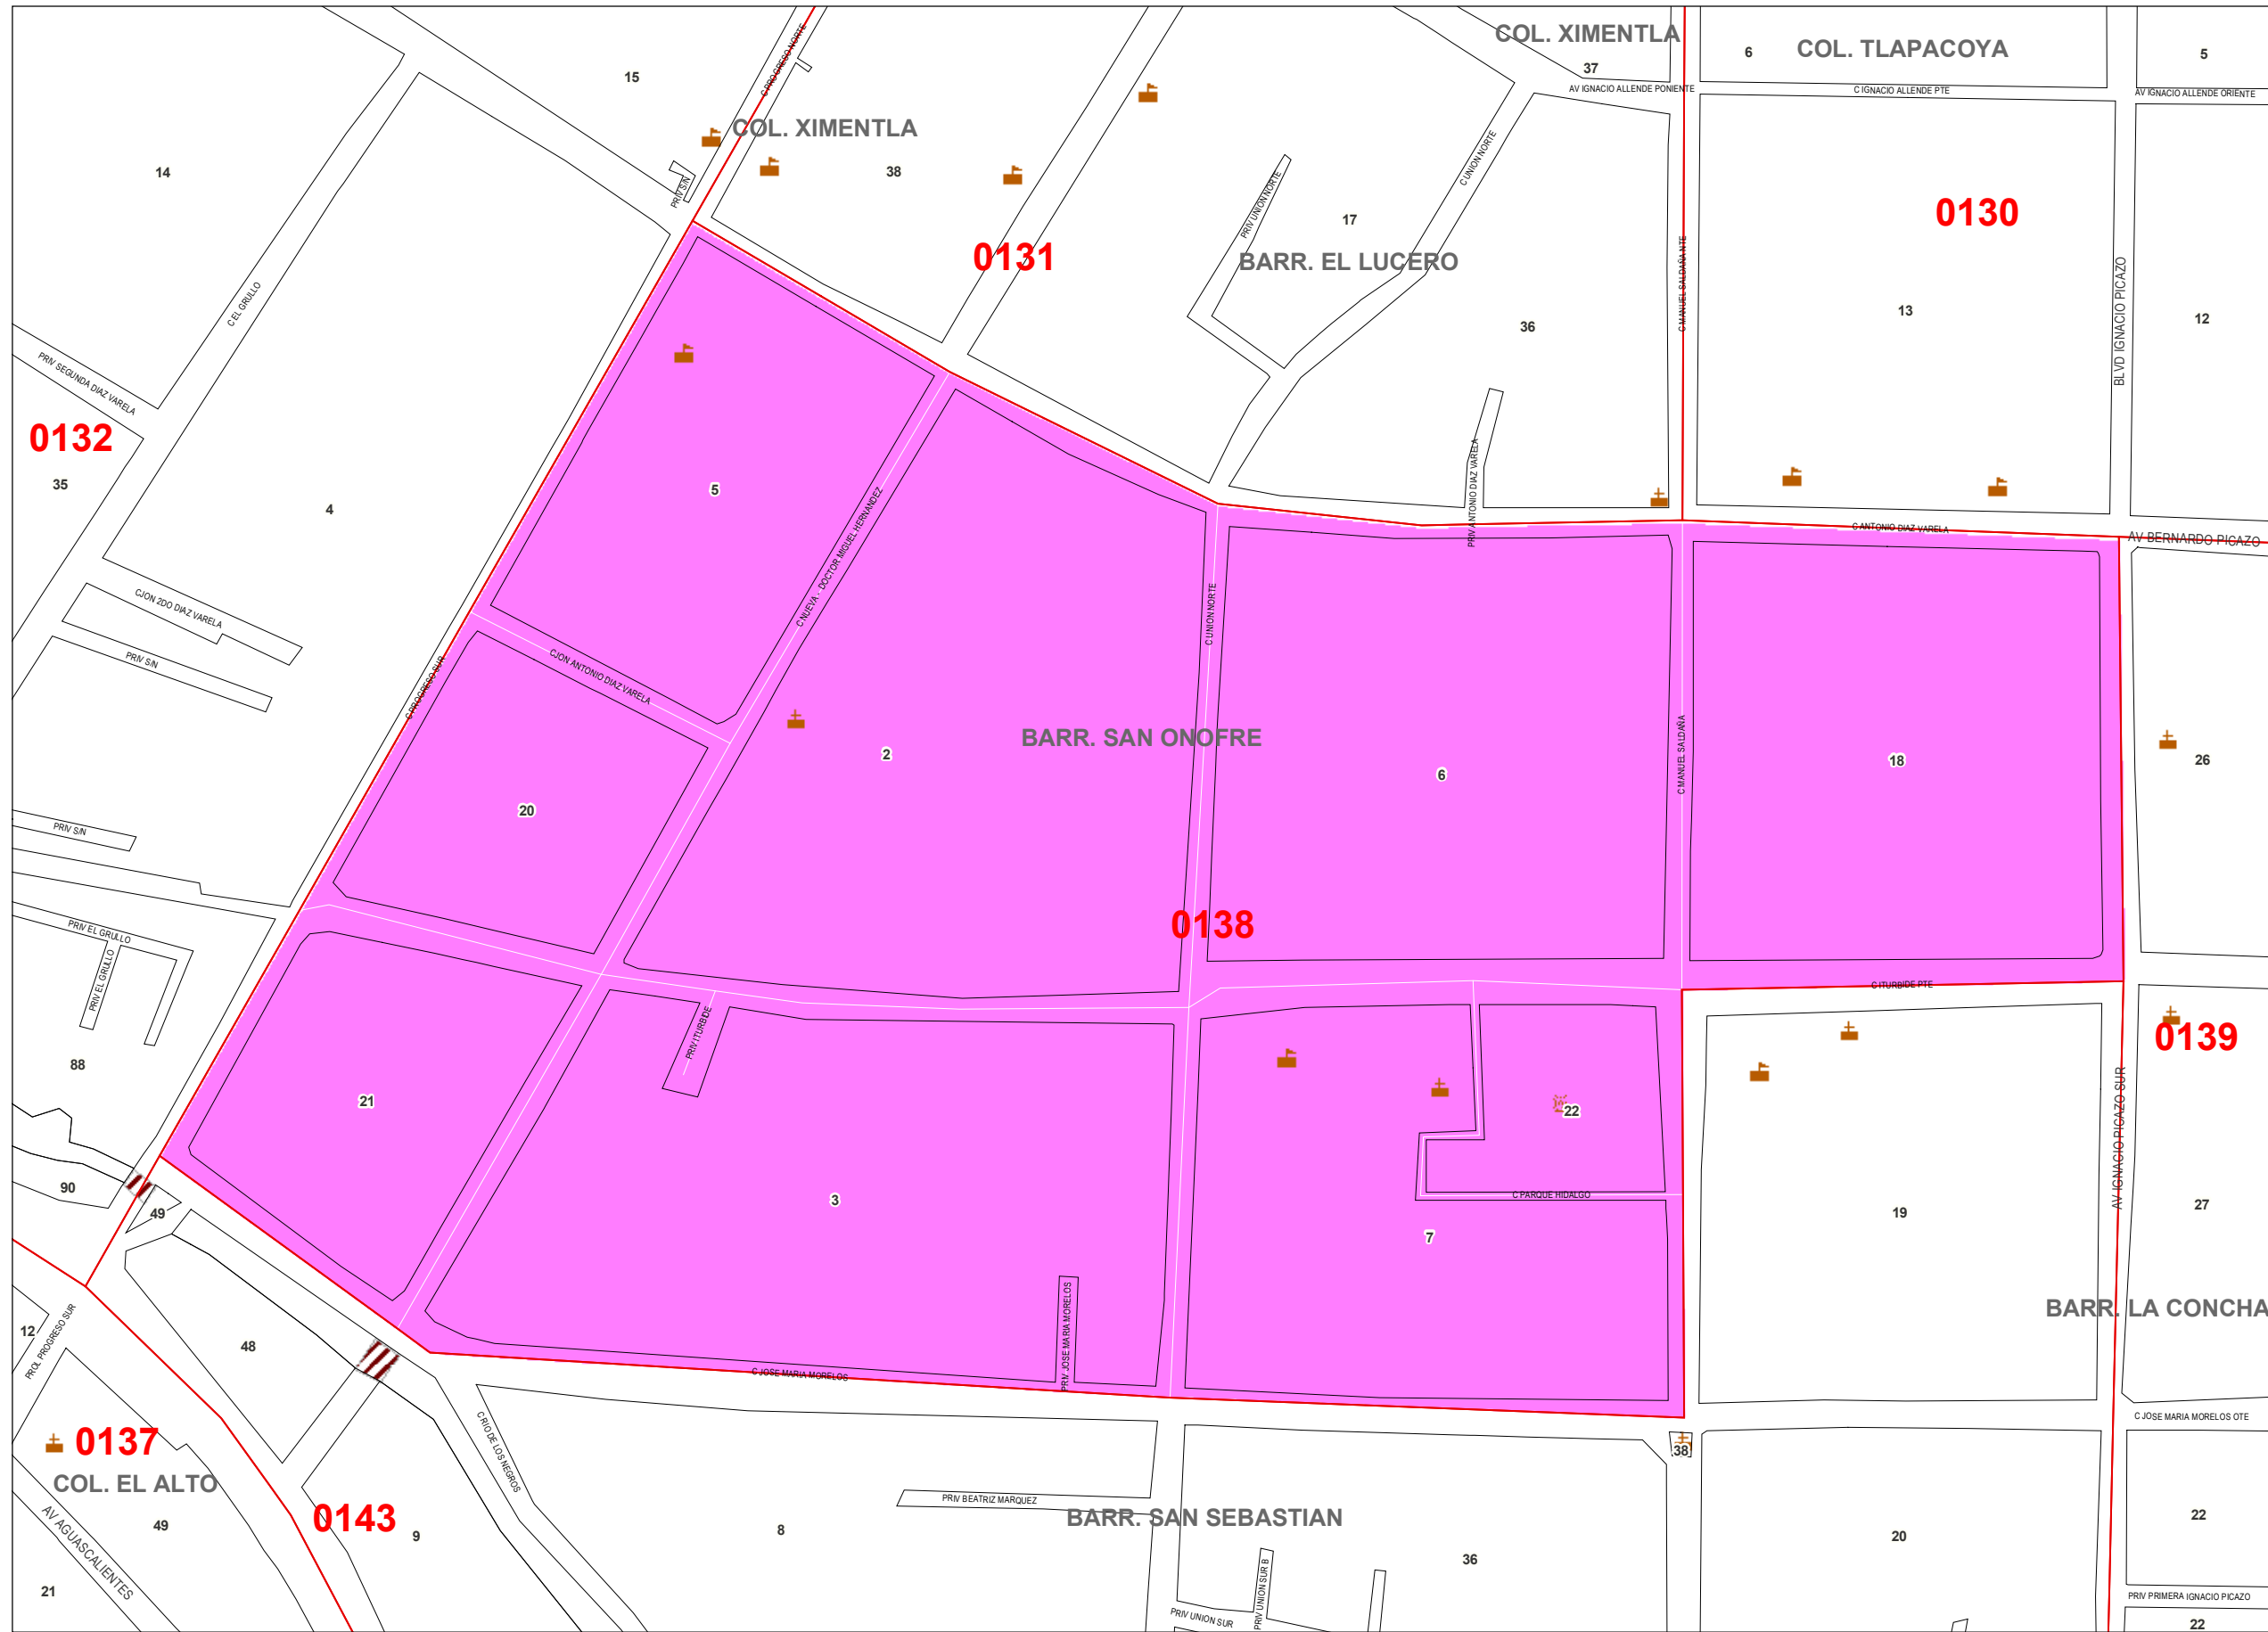 COL. XIMENTLA
COL. TLAPACOYA
6
5
37
15
AV IGNACIO ALLENDE PONIENTE
C IGNACIO ALLENDE PTE
AV IGNACIO ALLENDE ORIENTE
C PROGRESO NORTE
COL. XIMENTLA
14
38
PRIV S/N
17
PRIV UNION NORTE
C UNION NORTE
0130
0131
BARR. EL LUCERO
C MANUEL SALDAÑA NTE
BLVD IGNACIO PICAZO
C EL GRULLO
36
13
12
PRIV SEGUNDA DIAZ VARELA
0132
35
4
5
C NUEVA - DOCTOR MIGUEL HERNANDEZ
PRIV ANTONIO DIAZ VARELA
C ANTONIO DIAZ VARELA
AV BERNARDO PICAZO
CJON 2DO DIAZ VARELA
PRIV S/N
C PROGRESO SUR
CJON ANTONIO DIAZ VARELA
C UNION NORTE
BARR. SAN ONOFRE
C MANUEL SALDAÑA
2
6
18
26
20
PRIV S/N
PRIV EL GRULLO
PRIV EL GRULLO
0138
C ITURBIDE PTE
PRIV ITURBIDE
0139
88
21
22
AV IGNACIO PICAZO SUR
90
49
3
C PARQUE HIDALGO
7
19
27
PRIV JOSE MARIA MORELOS
BARR. LA CONCHA
12
PROL PROGRESO SUR
48
C JOSE MARIA MORELOS
C JOSE MARIA MORELOS OTE
0137
COL. EL ALTO
C RIO DE LOS NEGROS
38
PRIV BEATRIZ MARQUEZ
0143
BARR. SAN SEBASTIAN
49
9
8
36
20
22
AV AGUASCALIENTES
21
PRIV UNION SUR B
PRIV UNION SUR
PRIV PRIMERA IGNACIO PICAZO
22